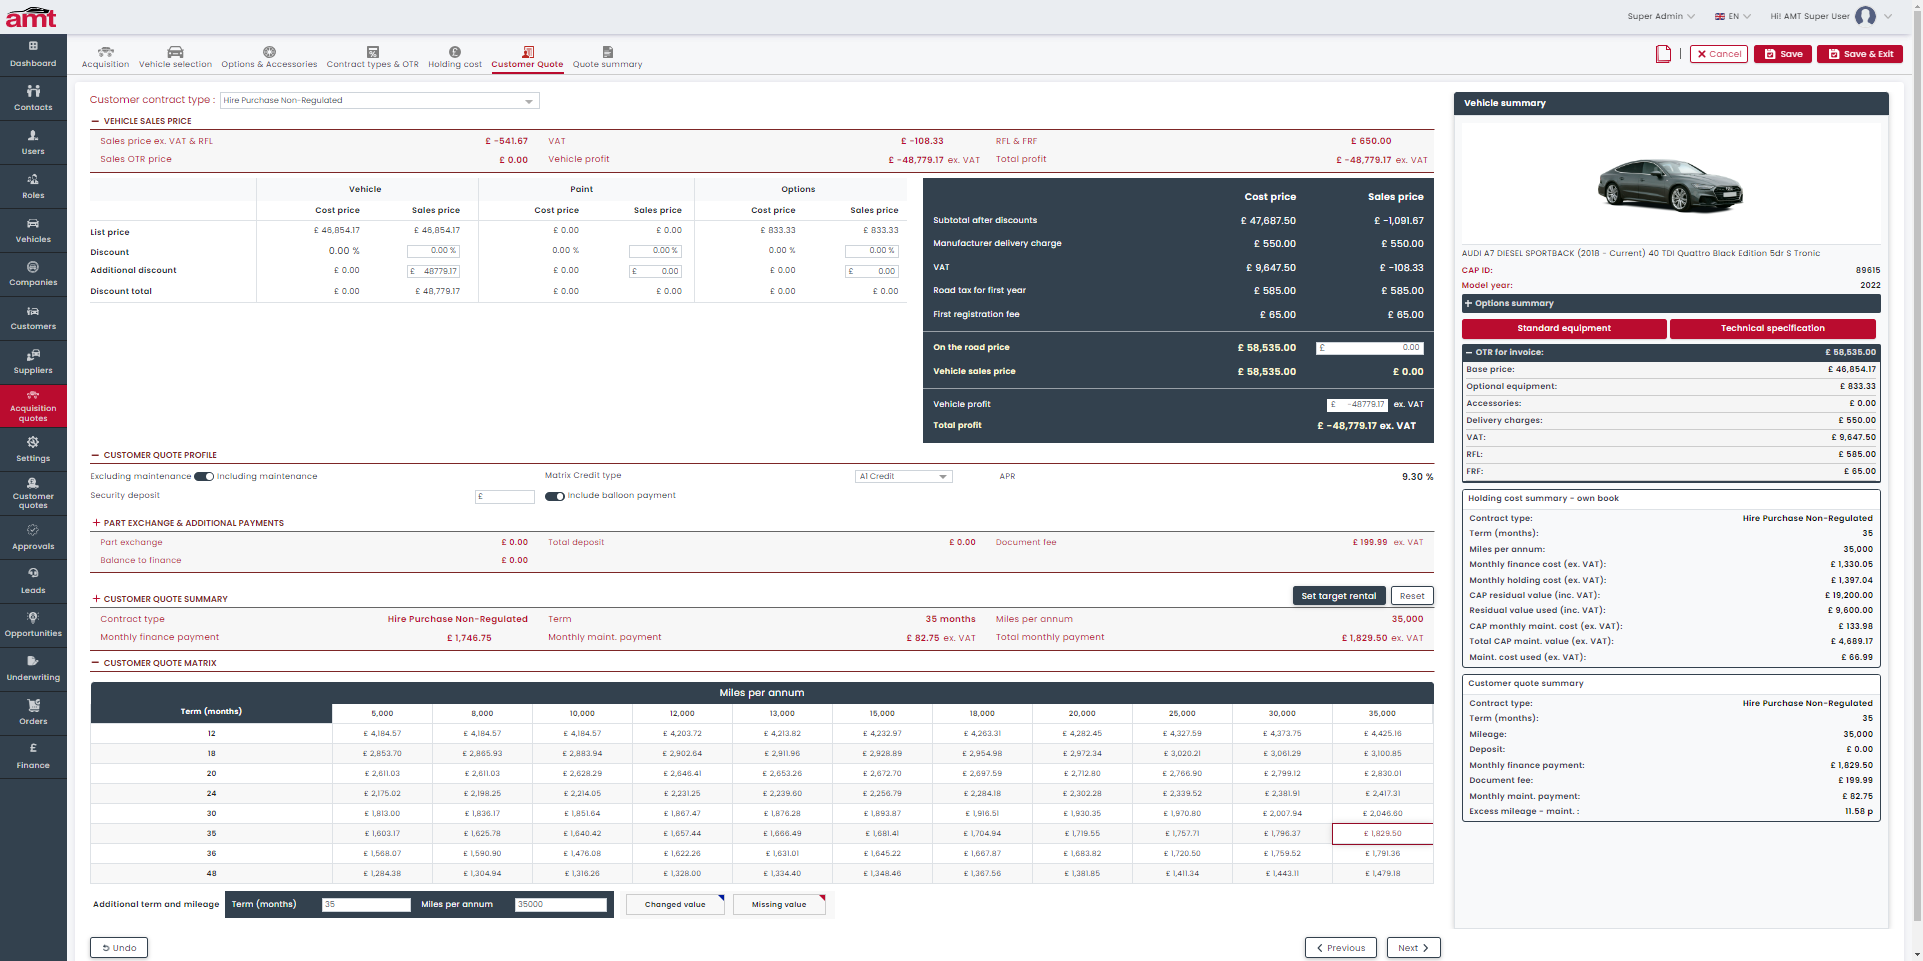 amt
Super Admin
EN
Hi! AMT Super User
Dashboard
Contacts
Users
Roles
Vehicles
Companies
Customers
Suppliers
Acquisition
quotes
Settings
Customer
quotes
Approvals
Leads
Opportunities
Underwriting
Orders
Finance
Acquisition Vehicle selection Options & Accessories Contract types & OTR Holding cost Customer Quote Quote summary
Cancel Save Save & Exit
Customer contract type : Hire Purchase Non-Regulated
VEHICLE SALES PRICE
Sales price ex. VAT & RFL £ -541.67 VAT £ -108.33 RFL & FRF £ 650.00
Sales OTR price £ 0.00 Vehicle profit £ -48,779.17 ex. VAT Total profit £ -48,779.17 ex. VAT
Vehicle Paint Options
Cost price Sales price Cost price Sales price Cost price Sales price
List price £ 46,854.17 £ 46,854.17 £ 0.00 £ 0.00 £ 833.33 £ 833.33
Discount 0.00 % 0.00 % 0.00 % 0.00 % 0.00 % 0.00 %
Additional discount £ 0.00 £ 48779.17 £ 0.00 £ 0.00 £ 0.00 £ 0.00
Discount total £ 0.00 £ 48,779.17 £ 0.00 £ 0.00 £ 0.00 £ 0.00
Cost price Sales price
Subtotal after discounts £ 47,687.50 £ -1,091.67
Manufacturer delivery charge £ 550.00 £ 550.00
VAT £ 9,647.50 £ -108.33
Road tax for first year £ 585.00 £ 585.00
First registration fee £ 65.00 £ 65.00
On the road price £ 58,535.00 £ 0.00
Vehicle sales price £ 58,535.00 £ 0.00
Vehicle profit £ -48779.17 ex. VAT
Total profit £ -48,779.17 ex. VAT
CUSTOMER QUOTE PROFILE
Excluding maintenance Including maintenance Matrix Credit type A1 Credit APR 9.30 %
Security deposit £ Include balloon payment
PART EXCHANGE & ADDITIONAL PAYMENTS
Part exchange £ 0.00 Total deposit £ 0.00 Document fee £ 199.99 ex. VAT
Balance to finance £ 0.00
CUSTOMER QUOTE SUMMARY Set target rental Reset
Contract type Hire Purchase Non-Regulated Term 35 months Miles per annum 35,000
Monthly finance payment £ 1,746.75 Monthly maint. payment £ 82.75 ex. VAT Total monthly payment £ 1,829.50 ex. VAT
CUSTOMER QUOTE MATRIX
Miles per annum
Term (months) 5,000 8,000 10,000 12,000 13,000 15,000 18,000 20,000 25,000 30,000 35,000
12 £ 4,184.57 £ 4,184.57 £ 4,184.57 £ 4,203.72 £ 4,213.82 £ 4,232.97 £ 4,263.31 £ 4,282.45 £ 4,327.59 £ 4,373.75 £ 4,425.16
18 £ 2,853.70 £ 2,865.93 £ 2,883.94 £ 2,902.64 £ 2,911.96 £ 2,928.89 £ 2,954.98 £ 2,972.34 £ 3,020.21 £ 3,061.29 £ 3,100.85
20 £ 2,611.03 £ 2,611.03 £ 2,628.29 £ 2,646.41 £ 2,653.26 £ 2,672.70 £ 2,697.59 £ 2,712.80 £ 2,766.90 £ 2,799.12 £ 2,830.01
24 £ 2,175.02 £ 2,198.25 £ 2,214.05 £ 2,231.25 £ 2,239.60 £ 2,256.79 £ 2,284.18 £ 2,302.28 £ 2,339.52 £ 2,381.91 £ 2,417.31
30 £ 1,813.00 £ 1,836.17 £ 1,851.64 £ 1,867.47 £ 1,876.28 £ 1,893.87 £ 1,916.51 £ 1,930.35 £ 1,970.80 £ 2,007.94 £ 2,046.60
35 £ 1,603.17 £ 1,625.78 £ 1,640.42 £ 1,657.44 £ 1,666.49 £ 1,681.41 £ 1,704.94 £ 1,719.55 £ 1,757.71 £ 1,796.37 £ 1,829.50
36 £ 1,568.07 £ 1,590.90 £ 1,476.08 £ 1,622.26 £ 1,631.01 £ 1,645.22 £ 1,667.87 £ 1,683.82 £ 1,720.50 £ 1,759.52 £ 1,791.36
48 £ 1,284.38 £ 1,304.94 £ 1,316.26 £ 1,328.00 £ 1,334.40 £ 1,348.46 £ 1,367.56 £ 1,381.85 £ 1,411.34 £ 1,443.11 £ 1,479.18
Additional term and mileage Term (months) 35 Miles per annum 35000 Changed value Missing value
Undo Previous Next
Vehicle summary
AUDI A7 DIESEL SPORTBACK (2018 - Current) 40 TDI Quattro Black Edition 5dr S Tronic
CAP ID: 89615
Model year: 2022
Options summary
Standard equipment Technical specification
OTR for invoice: £ 58,535.00
Base price: £ 46,854.17
Optional equipment: £ 833.33
Accessories: £ 0.00
Delivery charges: £ 550.00
VAT: £ 9,647.50
RFL: £ 585.00
FRF: £ 65.00
Holding cost summary - own book
Contract type: Hire Purchase Non-Regulated
Term (months): 35
Miles per annum: 35,000
Monthly finance cost (ex. VAT): £ 1,330.05
Monthly holding cost (ex. VAT): £ 1,397.04
CAP residual value (inc. VAT): £ 19,200.00
Residual value used (inc. VAT): £ 9,600.00
CAP monthly maint. cost (ex. VAT): £ 133.98
Total CAP maint. value (ex. VAT): £ 4,689.17
Maint. cost used (ex. VAT): £ 66.99
Customer quote summary
Contract type: Hire Purchase Non-Regulated
Term (months): 35
Mileage: 35,000
Deposit: £ 0.00
Monthly finance payment: £ 1,829.50
Document fee: £ 199.99
Monthly maint. payment: £ 82.75
Excess mileage - maint. : 11.58 p